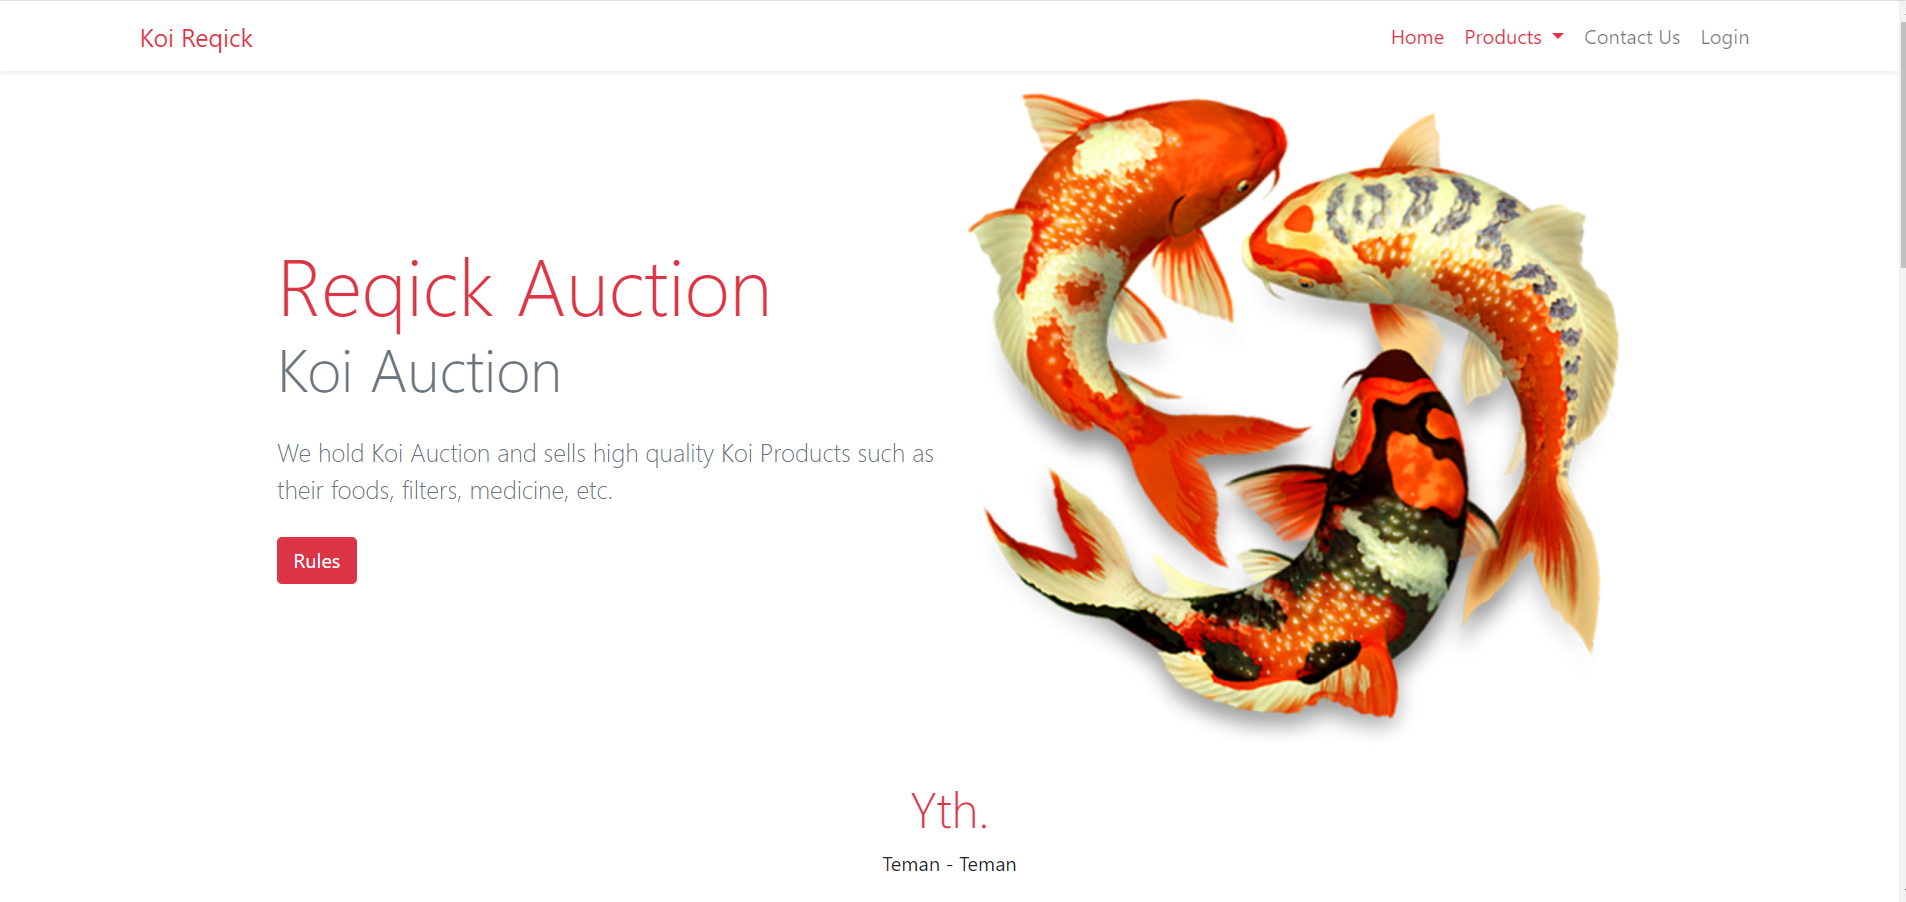 Koi Reqick
Home Products Contact Us Login
Reqick Auction
Koi Auction
We hold Koi Auction and sells high quality Koi Products such as
their foods, filters, medicine, etc.
Rules
Yth.
Teman - Teman